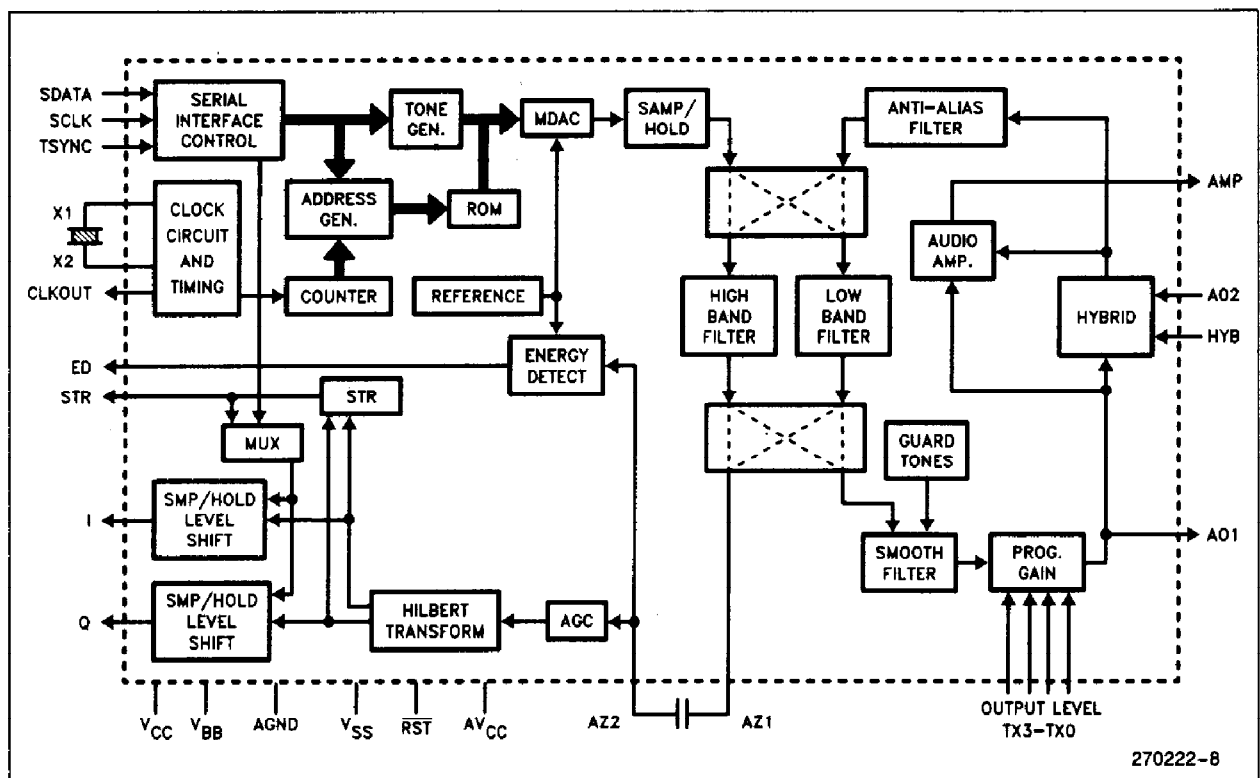 SDATA
SCLK
TSYNC
SERIAL
INTERFACE
CONTROL
TONE
GEN.
MDAC
SAMP/
HOLD
ANTI-ALIAS
FILTER
AMP
X1
X2
CLKOUT
CLOCK
CIRCUIT
AND
TIMING
ADDRESS
GEN.
ROM
COUNTER
REFERENCE
HIGH
BAND
FILTER
LOW
BAND
FILTER
AUDIO
AMP.
HYBRID
AO2
HYB
ED
STR
ENERGY
DETECT
STR
MUX
GUARD
TONES
I
SMP/HOLD
LEVEL
SHIFT
SMOOTH
FILTER
PROG.
GAIN
AO1
Q
SMP/HOLD
LEVEL
SHIFT
HILBERT
TRANSFORM
AGC
VCC
VBB
AGND
VSS
RST
AVCC
AZ2
AZ1
OUTPUT LEVEL
TX3-TX0
270222-8